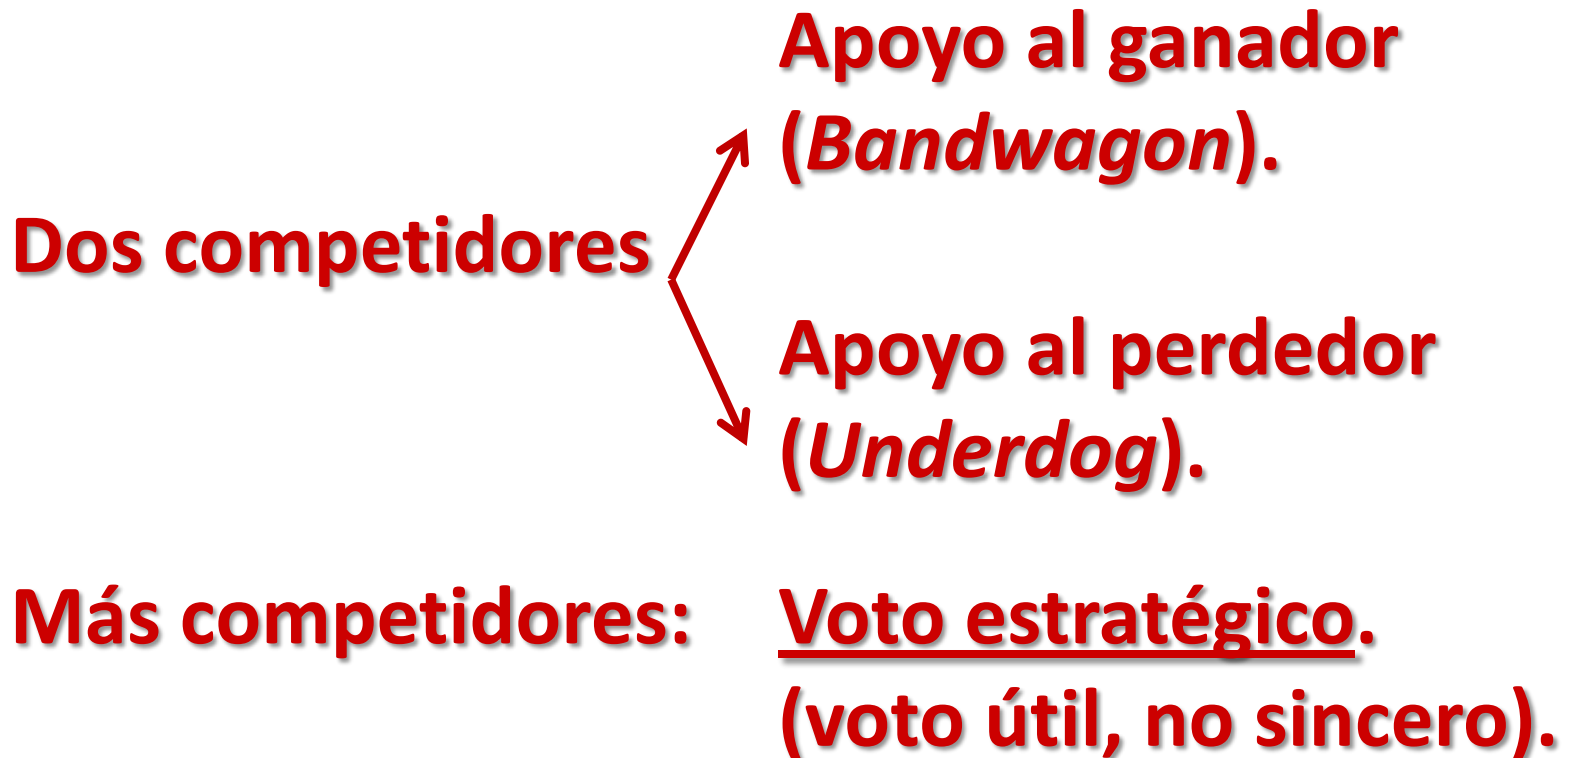 Apoyo al ganador
(Bandwagon).
Dos competidores
Apoyo al perdedor
(Underdog).
Más competidores: Voto estratégico.
(voto útil, no sincero).